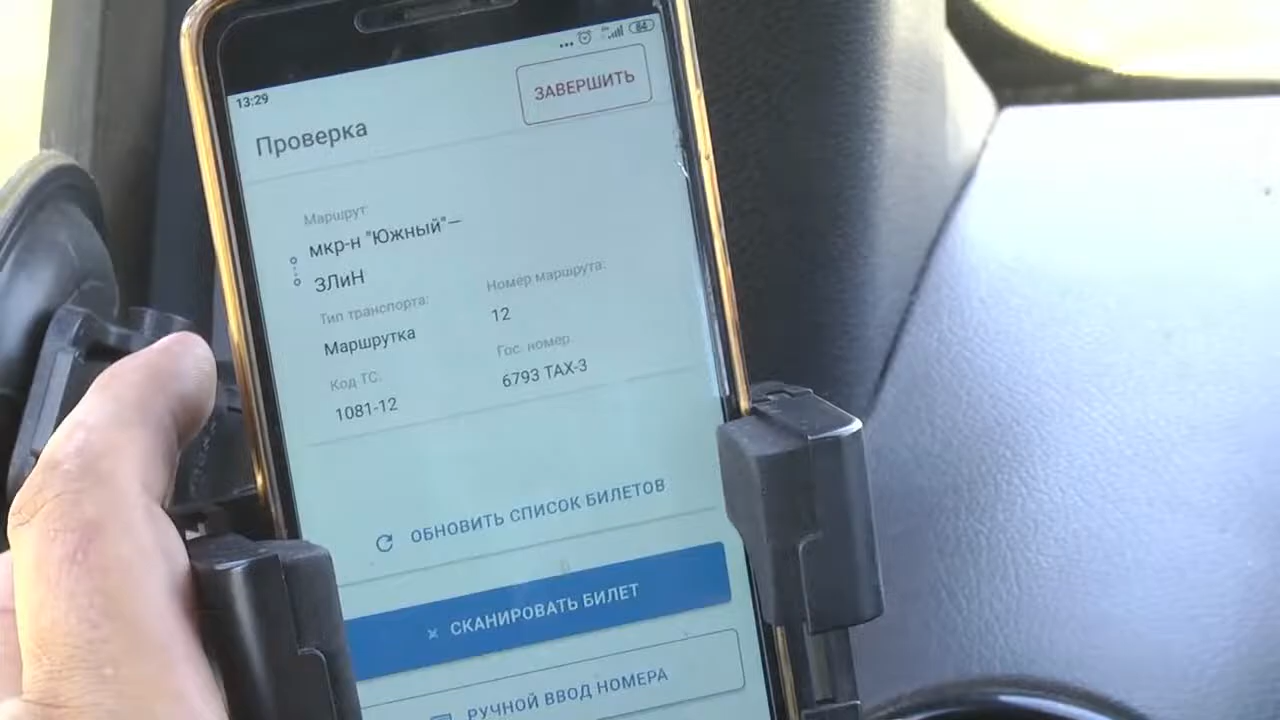 13:29
84
Проверка
ЗАВЕРШИТЬ
Маршрут:
мкр-н "Южный"—
ЗЛиН
Тип транспорта:
Номер маршрута:
Маршрутка
12
Код ТС:
Гос. номер:
1081-12
6793 TAX-3
ОБНОВИТЬ СПИСОК БИЛЕТОВ
СКАНИРОВАТЬ БИЛЕТ
РУЧНОЙ ВВОД НОМЕРА